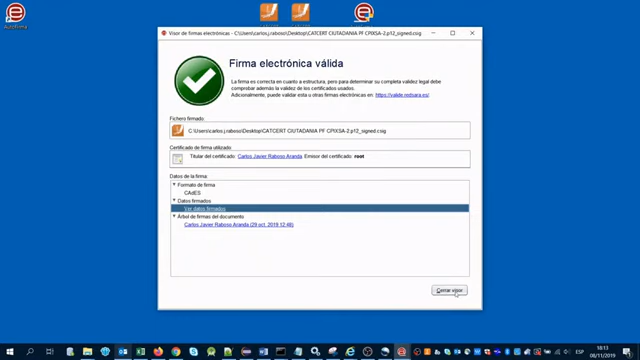 AutoFirma
Visor de firmas electrónicas - C:\Users\carlos.j.raboso\Desktop\CATCERT CIUTADANIA PF CPIXSA-2.p12_signed.csig
Firma electrónica válida
La firma es correcta en cuanto a estructura, pero para determinar su completa validez legal debe
comprobar además la validez de los certificados usados.
Adicionalmente, puede validar esta u otras firmas electrónicas en: https://valide.redsara.es/
Fichero firmado:
C:\Users\carlos.j.raboso\Desktop\CATCERT CIUTADANIA PF CPIXSA-2.p12_signed.csig
Certificado de firma utilizado:
Titular del certificado: Carlos Javier Raboso Aranda. Emisor del certificado: root
Datos de la firma:
Formato de firma
CAdES
Datos firmados
Ver datos firmados
Árbol de firmas del documento
Carlos Javier Raboso Aranda (29 oct. 2019 12:48)
Cerrar visor
ESP
18:13
08/11/2019